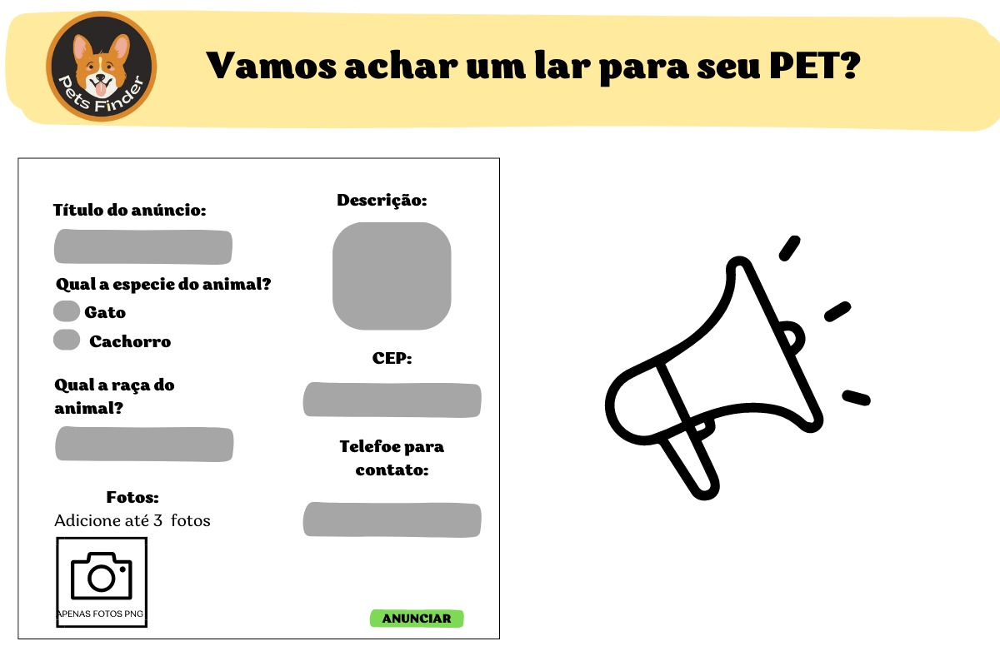 Pets Finder
Vamos achar um lar para seu PET?
Título do anúncio:
Qual a especie do animal?
Gato
Cachorro
Qual a raça do
animal?
Fotos:
Adicione até 3 fotos
APENAS FOTOS PNG
Descrição:
CEP:
Telefoe para
contato:
ANUNCIAR